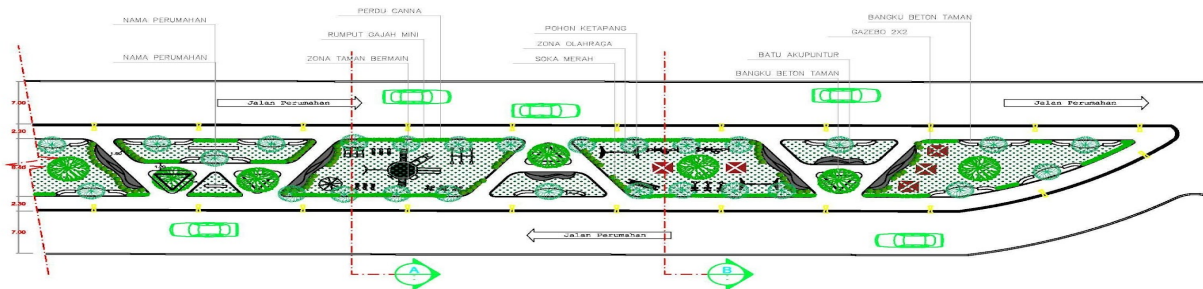 PERDU CANNA
BANGKU BETON TAMAN
NAMA PERUMAHAN
POHON KETAPANG
GAZEBO 2X2
RUMPUT GAJAH MINI
ZONA OLAHRAGA
NAMA PERUMAHAN
ZONA TAMAN BERMAIN
SOKA MERAH
BATU AKUPUNTUR
BANGKU BETON TAMAN
7.00
Jalan Perumahan
Jalan Perumahan
2.30
2.30
7.00
Jalan Perumahan
A
B